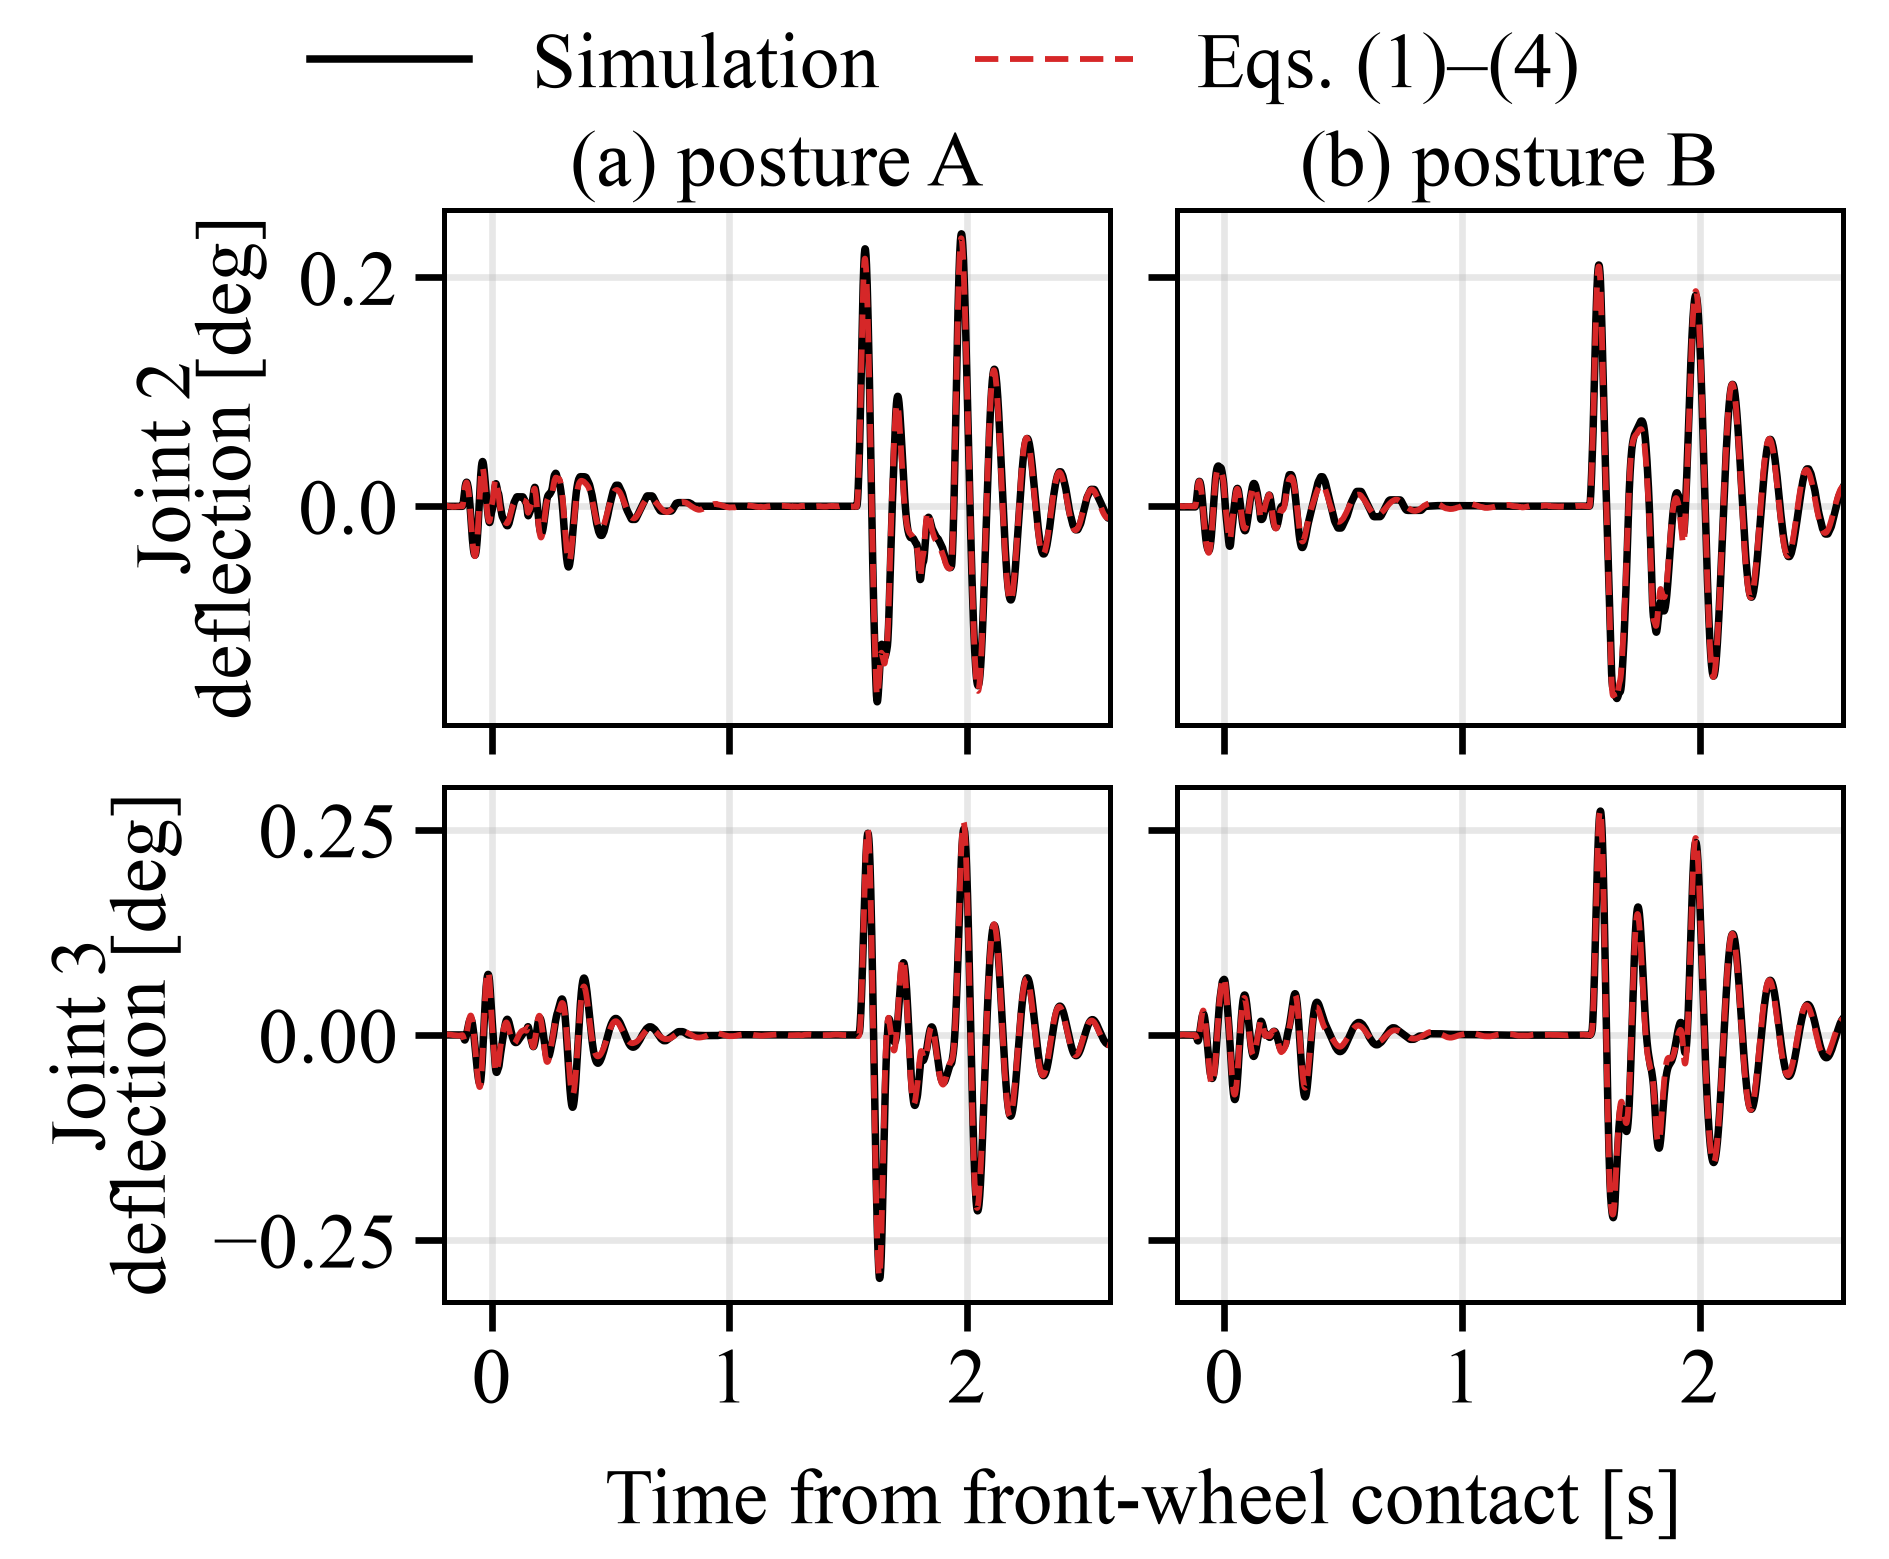 Simulation
Eqs. (1)–(4)
(a) posture A
(b) posture B
Joint 2
deflection [deg]
0.2
0.0
Joint 3
deflection [deg]
0.25
0.00
−0.25
0 1 2
0 1 2
Time from front-wheel contact [s]